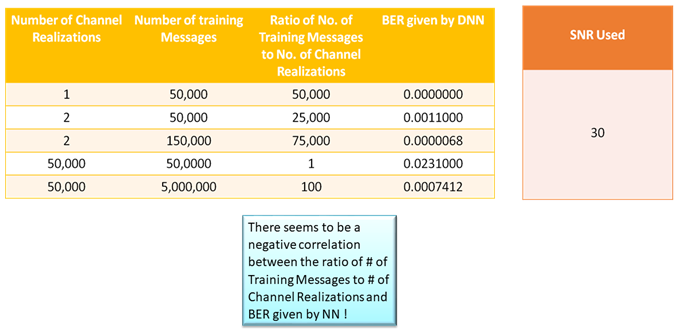 Number of Channel Realizations	Number of training Messages	Ratio of No. of Training Messages to No. of Channel Realizations	BER given by DNN
1	50,000	50,000	0.0000000
2	50,000	25,000	0.0011000
2	150,000	75,000	0.0000068
50,000	50,0000	1	0.0231000
50,000	5,000,000	100	0.0007412
SNR Used
30
There seems to be a
negative correlation
between the ratio of # of
Training Messages to # of
Channel Realizations and
BER given by NN !